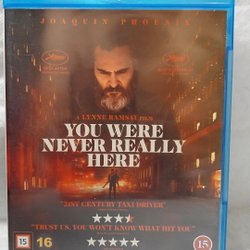 JOAQUIN PHOENIX
A LYNNE RAMSAY FILM
YOU WERE
NEVER REALLY
HERE
"21ST CENTURY TAXI DRIVER"
"TRUST US, YOU WON'T KNOW WHAT HIT YOU"
15
16
15